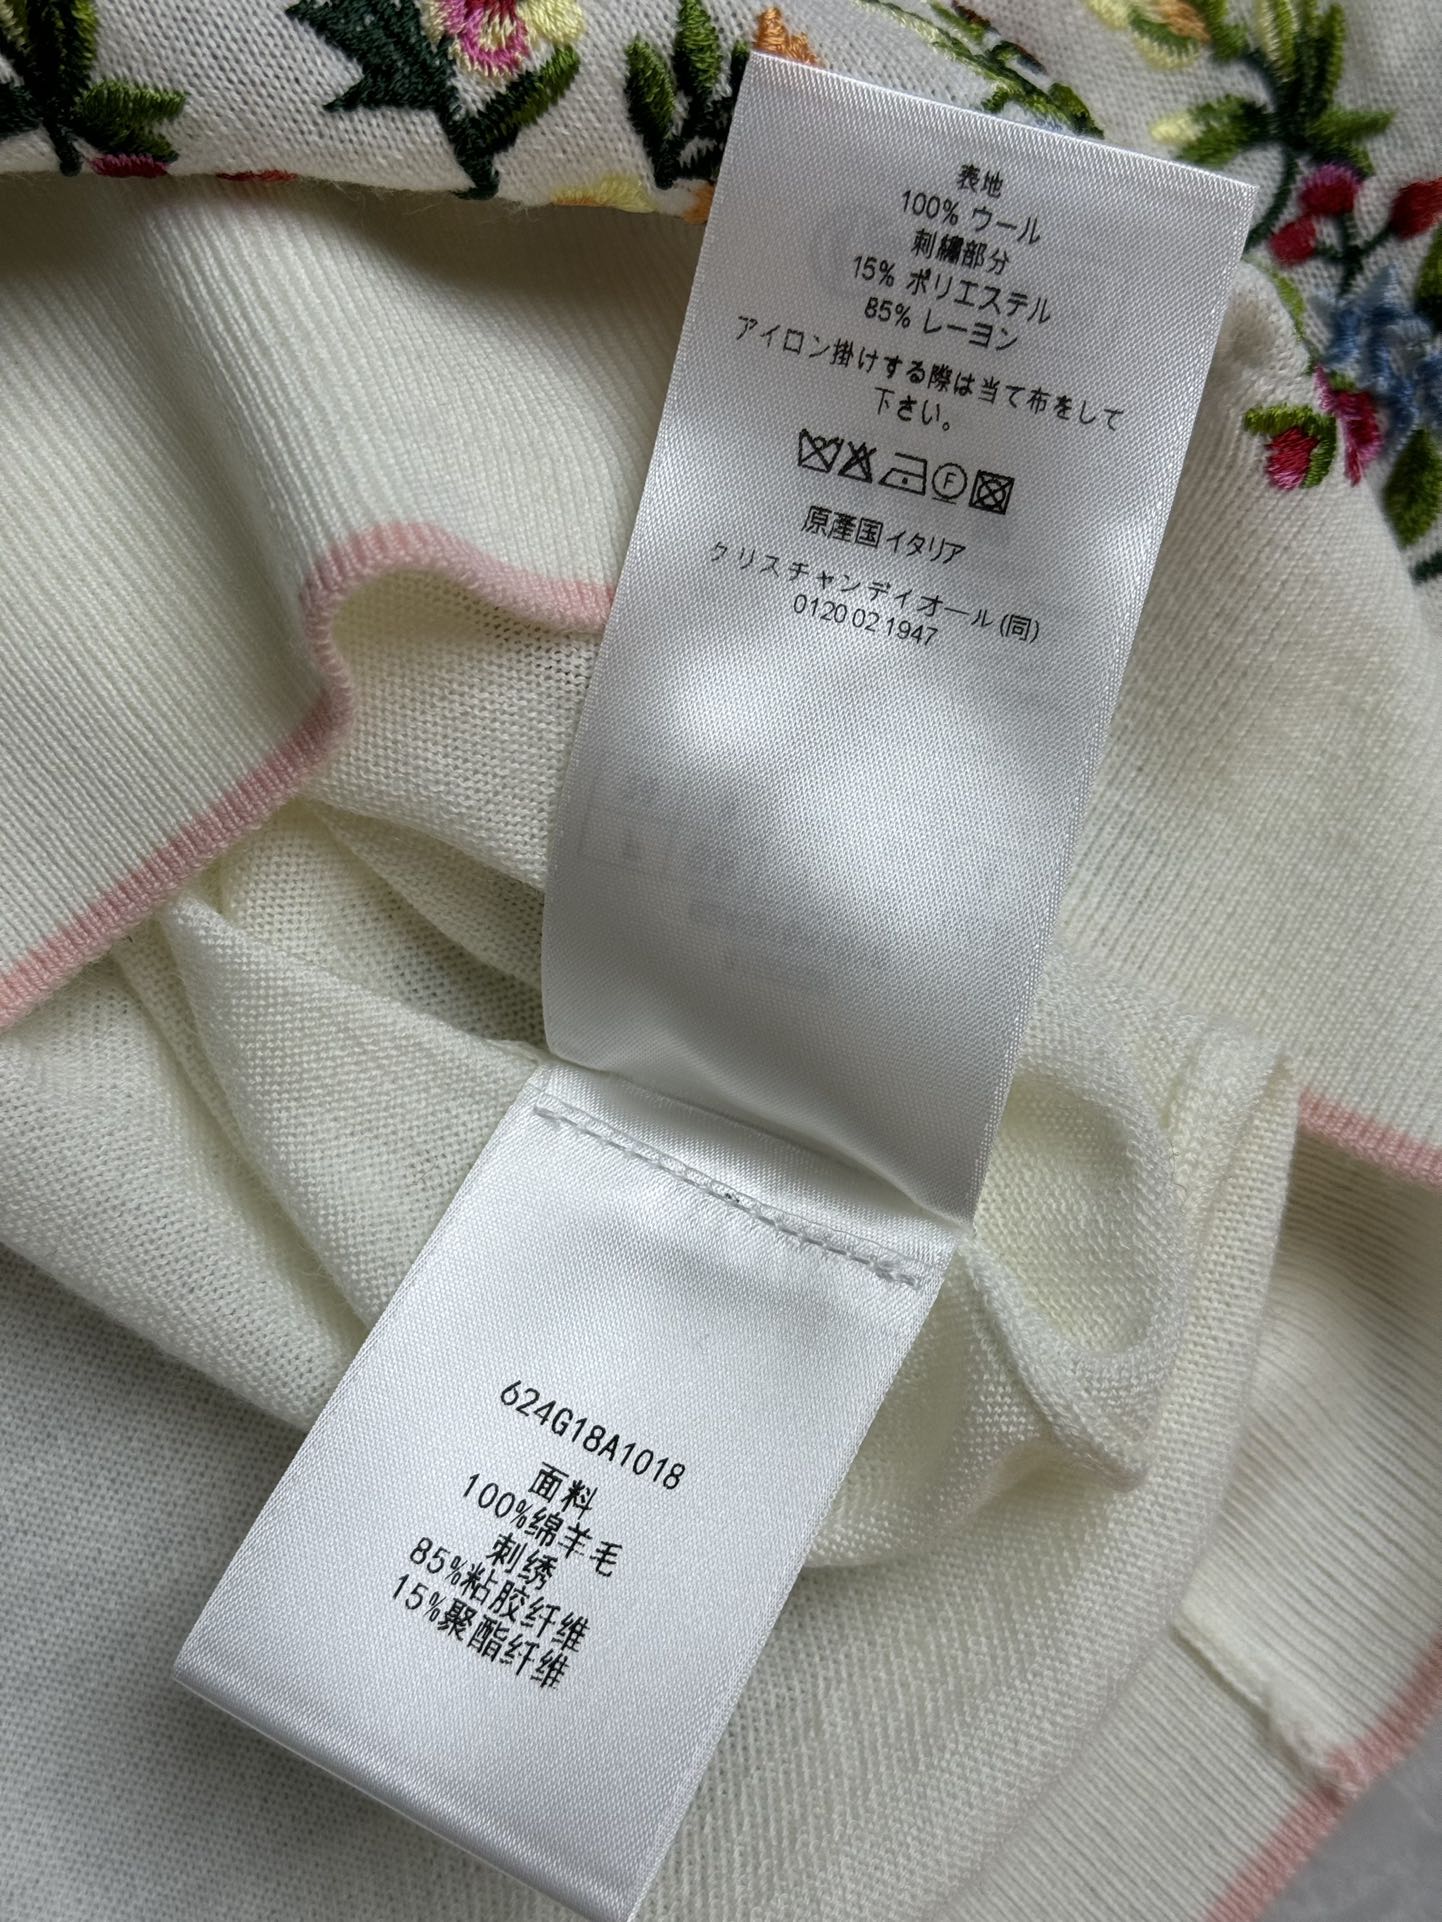 表地
100% ウール
刺繍部分
15% ポリエステル
85% レーヨン
アイロン掛けする際は当て布をして
下さい。
F
原産国イタリア
クリスチャンディオール(同)
0120 02 1947
624G18A1018
面料
100%绵羊毛
刺绣
85%粘胶纤维
15%聚酯纤维